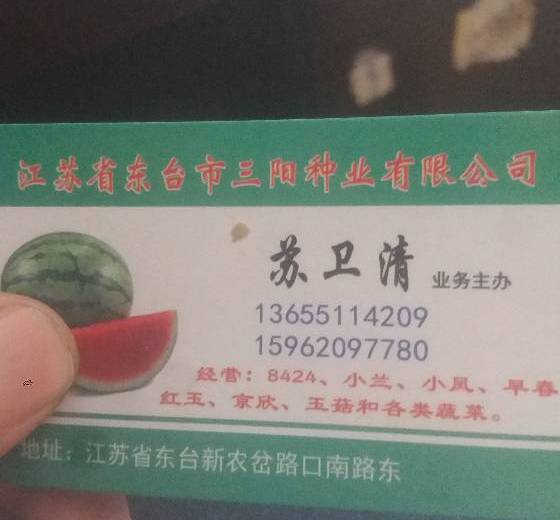 江苏省东台市三阳种业有限公司
苏卫清 业务主办
13655114209
15962097780
经营：8424、小兰、小凤、早春
红玉、京欣、玉菇和各类蔬菜。
地址：江苏省东台新农岔路口南路东